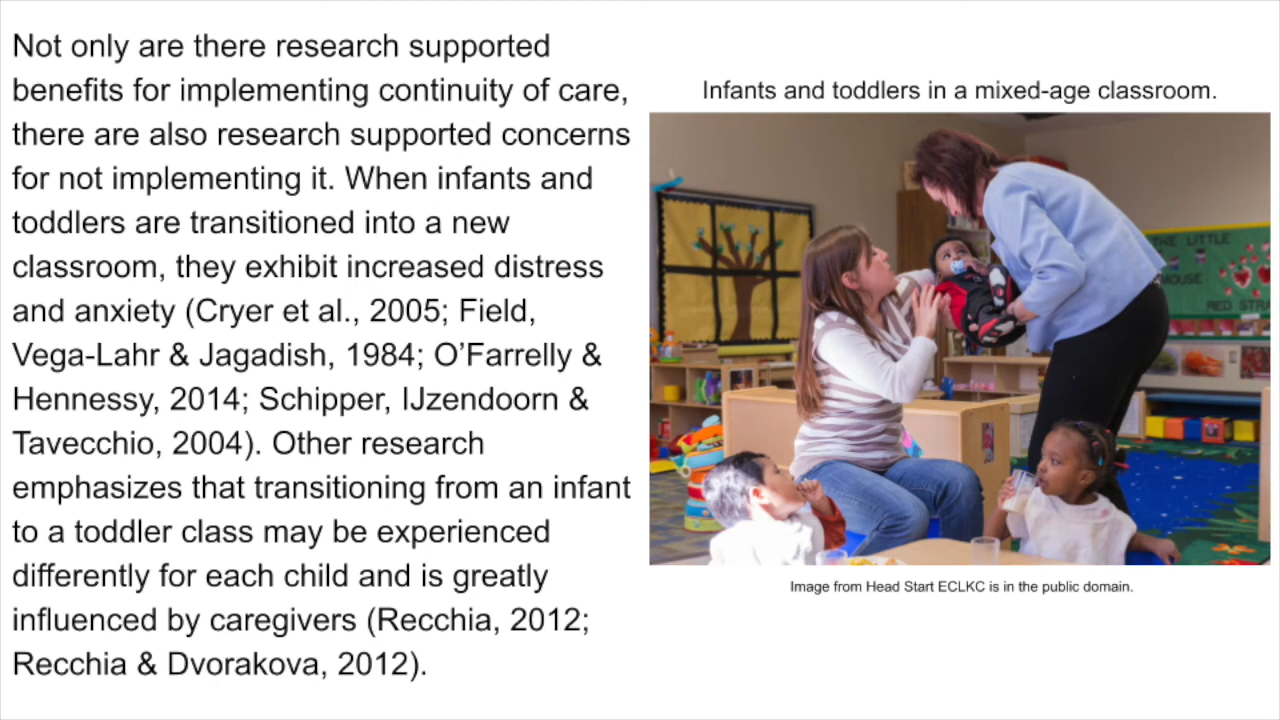 Not only are there research supported
benefits for implementing continuity of care,
there are also research supported concerns
for not implementing it. When infants and
toddlers are transitioned into a new
classroom, they exhibit increased distress
and anxiety (Cryer et al., 2005; Field,
Vega-Lahr & Jagadish, 1984; O’Farrelly &
Hennessy, 2014; Schipper, IJzendoorn &
Tavecchio, 2004). Other research
emphasizes that transitioning from an infant
to a toddler class may be experienced
differently for each child and is greatly
influenced by caregivers (Recchia, 2012;
Recchia & Dvorakova, 2012).
Infants and toddlers in a mixed-age classroom.
THE LITTLE
MOUSE
RED
Image from Head Start ECLKC is in the public domain.